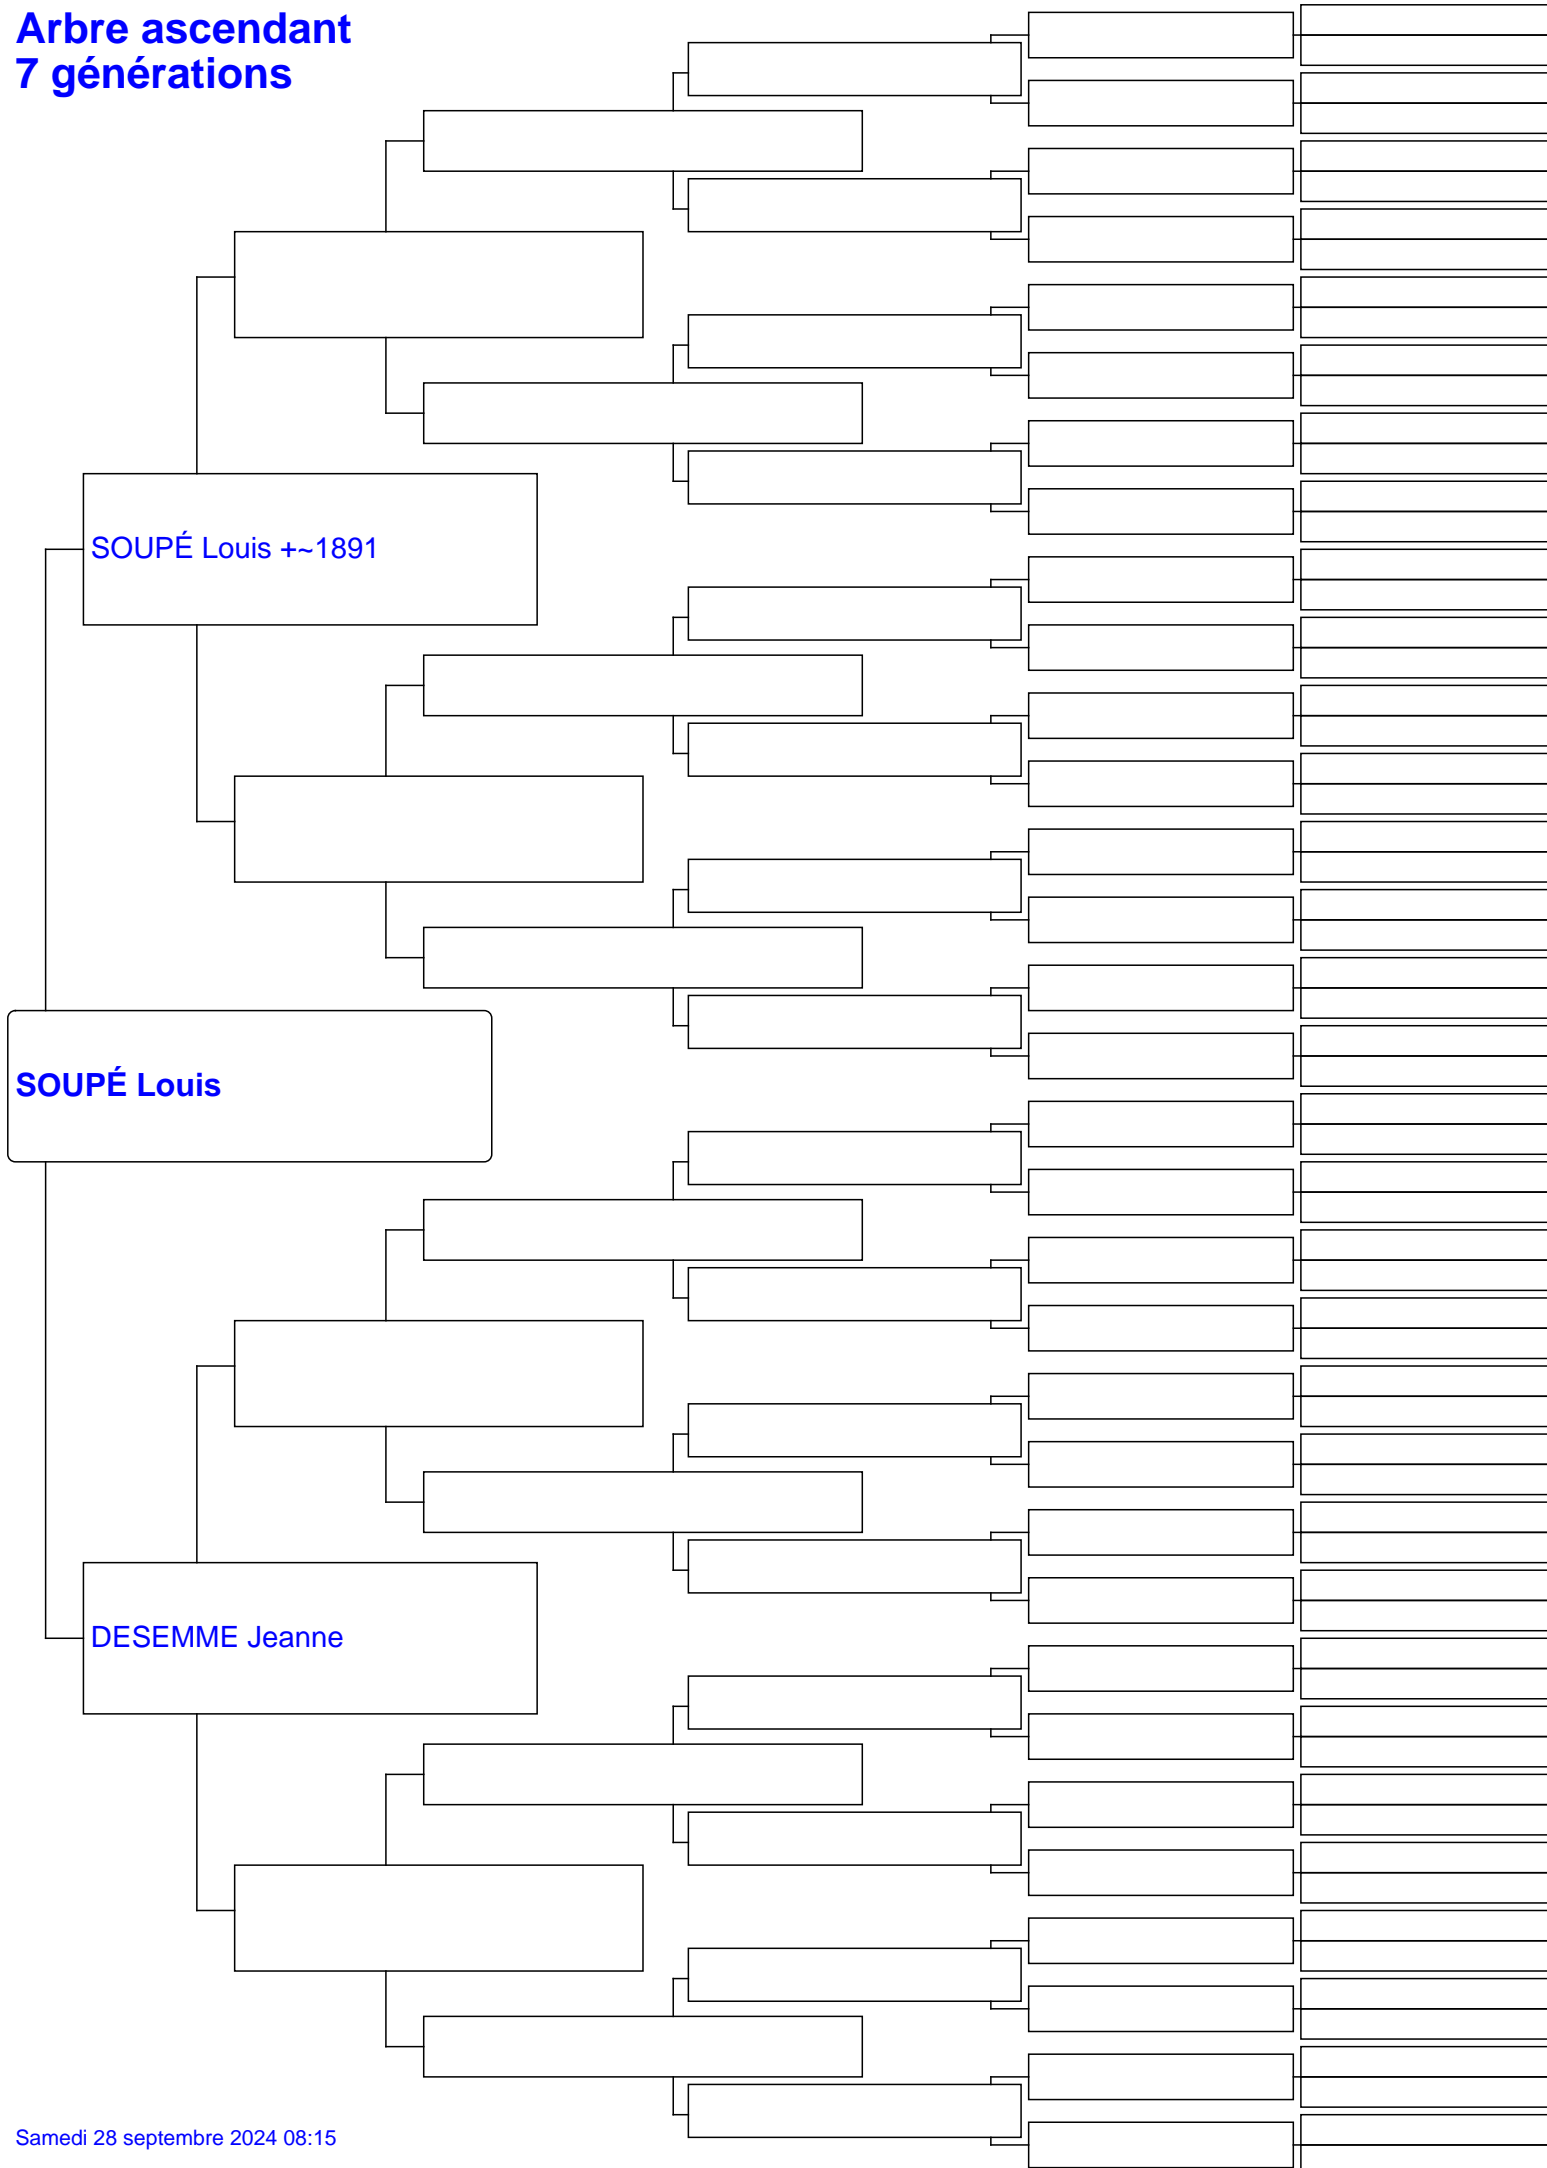 Arbre ascendant
7 générations
SOUPÉ Louis +~1891
SOUPÉ Louis
DESEMME Jeanne
Samedi 28 septembre 2024 08:15